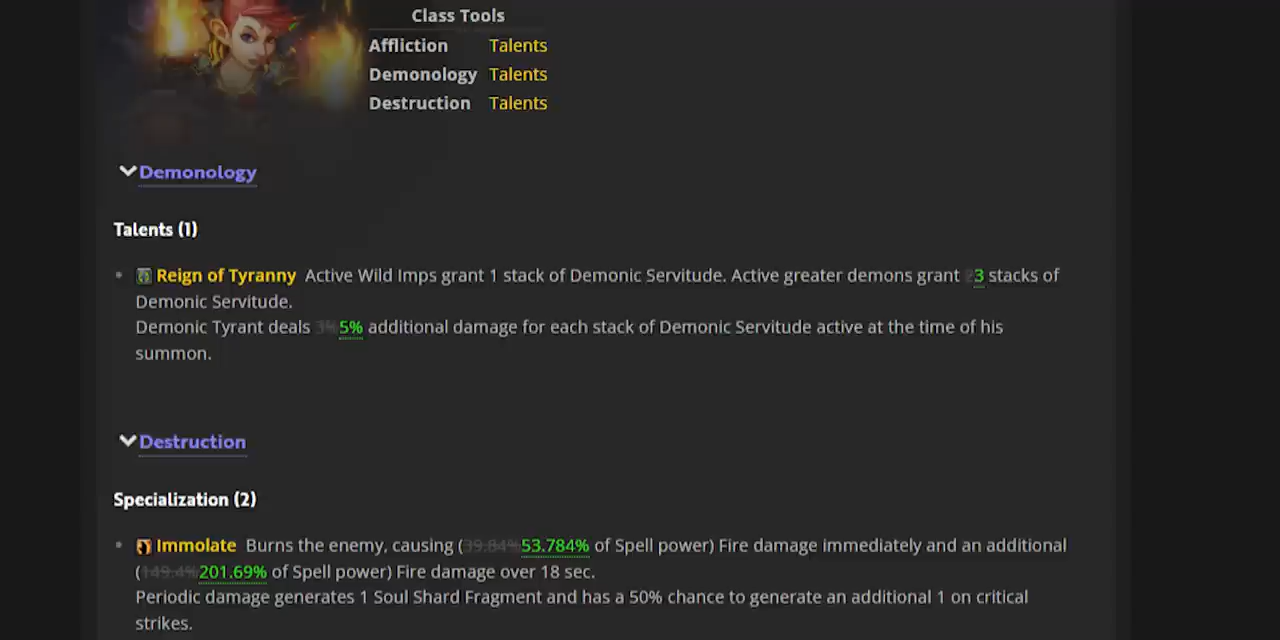 Class Tools
Affliction Talents
Demonology Talents
Destruction Talents
Demonology
Talents (1)
Reign of Tyranny Active Wild Imps grant 1 stack of Demonic Servitude. Active greater demons grant 3 stacks of
Demonic Servitude.
Demonic Tyrant deals 3% 5% additional damage for each stack of Demonic Servitude active at the time of his
summon.
Destruction
Specialization (2)
Immolate Burns the enemy, causing (39.84% 53.784% of Spell power) Fire damage immediately and an additional
(149.4% 201.69% of Spell power) Fire damage over 18 sec.
Periodic damage generates 1 Soul Shard Fragment and has a 50% chance to generate an additional 1 on critical
strikes.